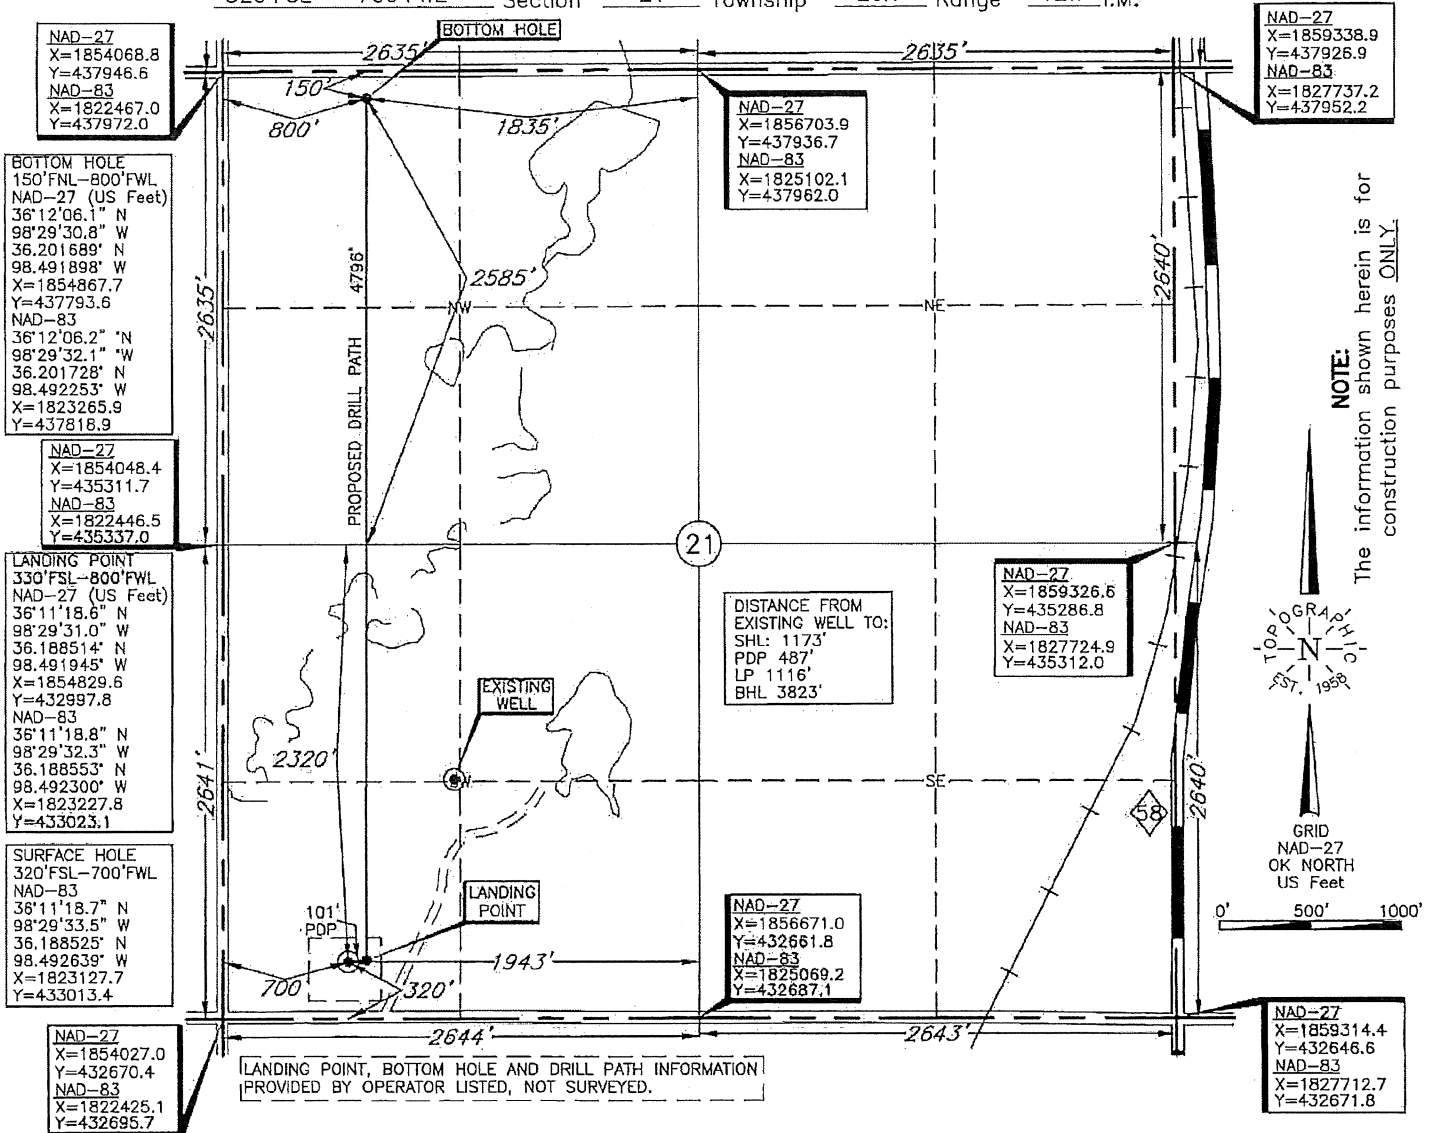 Section
Township
Range
I.M.
BOTTOM HOLE
NAD-27
X=1854068.8
Y=437946.6
NAD-83
X=1822467.0
Y=437972.0
2635'
2635'
NAD-27
X=1859338.9
Y=437926.9
NAD-83
X=1827737.2
Y=437952.2
150'
800'
1835'
NAD-27
X=1856703.9
Y=437936.7
NAD-83
X=1825102.1
Y=437962.0
BOTTOM HOLE
150'FNL-800'FWL
NAD-27 (US Feet)
36°12'06.1" N
98°29'30.8" W
36.201689° N
98.491898° W
X=1854867.7
Y=437793.6
NAD-83
36°12'06.2" °N
98°29'32.1" °W
36.201728° N
98.492253° W
X=1823265.9
Y=437818.9
2635'
PROPOSED DRILL PATH 4796'
2585'
NW
NE
2640'
NOTE:
The information shown herein is for
construction purposes ONLY.
NAD-27
X=1854048.4
Y=435311.7
NAD-83
X=1822446.5
Y=435337.0
21
LANDING POINT
330'FSL-800'FWL
NAD-27 (US Feet)
36°11'18.6" N
98°29'31.0" W
36.188514° N
98.491945° W
X=1854829.6
Y=432997.8
NAD-83
36°11'18.8" N
98°29'32.3" W
36.188553° N
98.492300° W
X=1823227.8
Y=433023.1
DISTANCE FROM
EXISTING WELL TO:
SHL: 1173'
PDP 487'
LP 1116'
BHL 3823'
NAD-27
X=1859326.6
Y=435286.8
NAD-83
X=1827724.9
Y=435312.0
TOPOGRAPHIC
N
EST. 1958
EXISTING
WELL
2320'
2641'
SW
SE
58
2640'
GRID
NAD-27
OK NORTH
US Feet
0' 500' 1000'
SURFACE HOLE
320'FSL-700'FWL
NAD-83
36°11'18.7" N
98°29'33.5" W
36.188525° N
98.492639° W
X=1823127.7
Y=433013.4
LANDING
POINT
101'
PDP
NAD-27
X=1856671.0
Y=432661.8
NAD-83
X=1825069.2
Y=432687.1
1943'
700'
320'
2644'
2643'
NAD-27
X=1854027.0
Y=432670.4
NAD-83
X=1822425.1
Y=432695.7
LANDING POINT, BOTTOM HOLE AND DRILL PATH INFORMATION
PROVIDED BY OPERATOR LISTED, NOT SURVEYED.
NAD-27
X=1859314.4
Y=432646.6
NAD-83
X=1827712.7
Y=432671.8